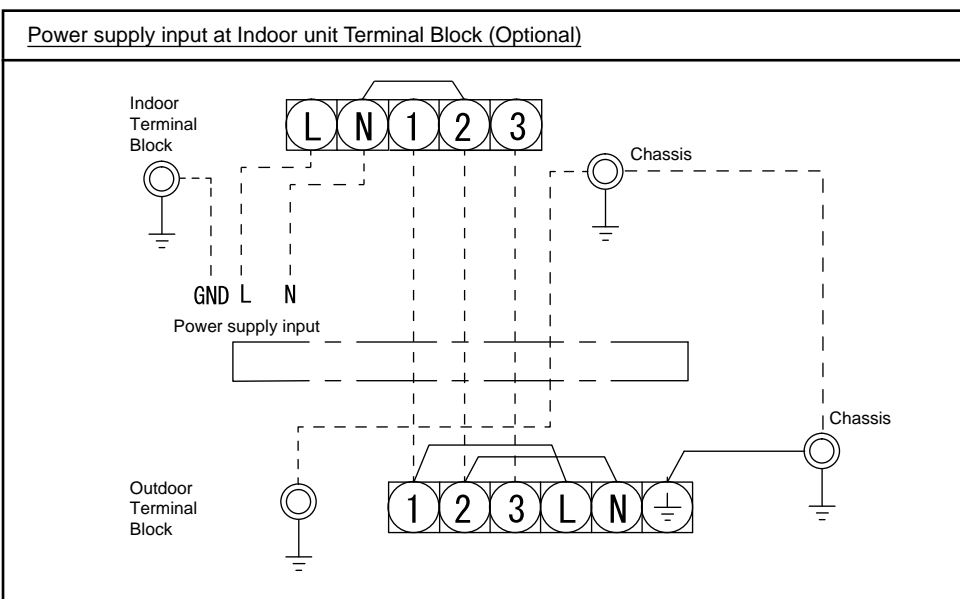 Power supply input at Indoor unit Terminal Block (Optional)
Indoor
Terminal
Block
L N 1 2 3
Chassis
GND L N
Power supply input
Chassis
Outdoor
Terminal
Block
1 2 3 L N